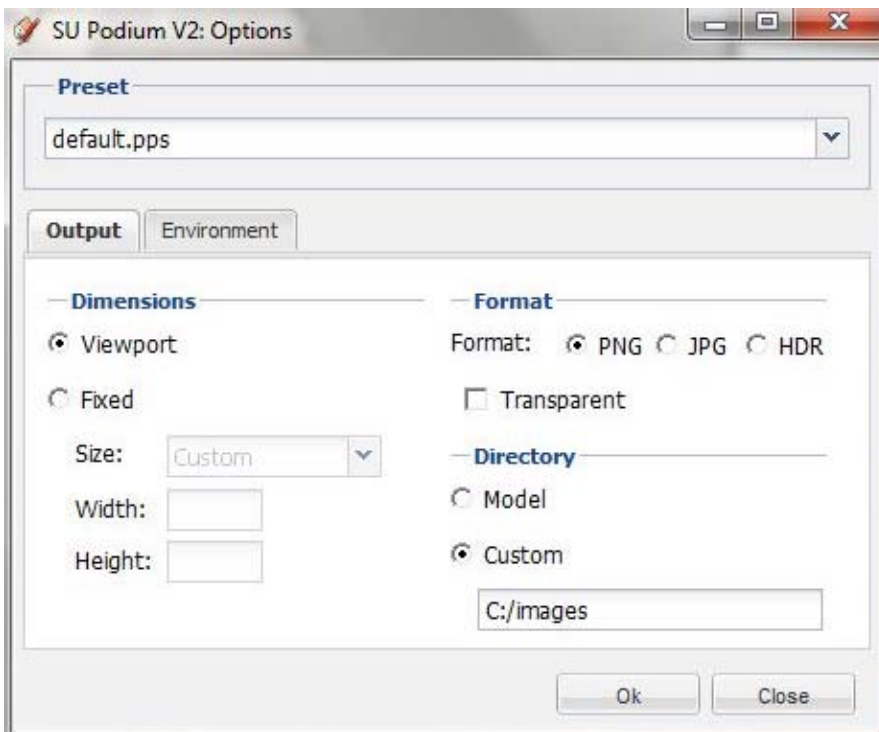 SU Podium V2: Options
Preset
default.pps
Output Environment
Dimensions
Viewport
Fixed
Size: Custom
Width:
Height:
Format
Format: PNG JPG HDR
Transparent
Directory
Model
Custom
C:/images
Ok Close